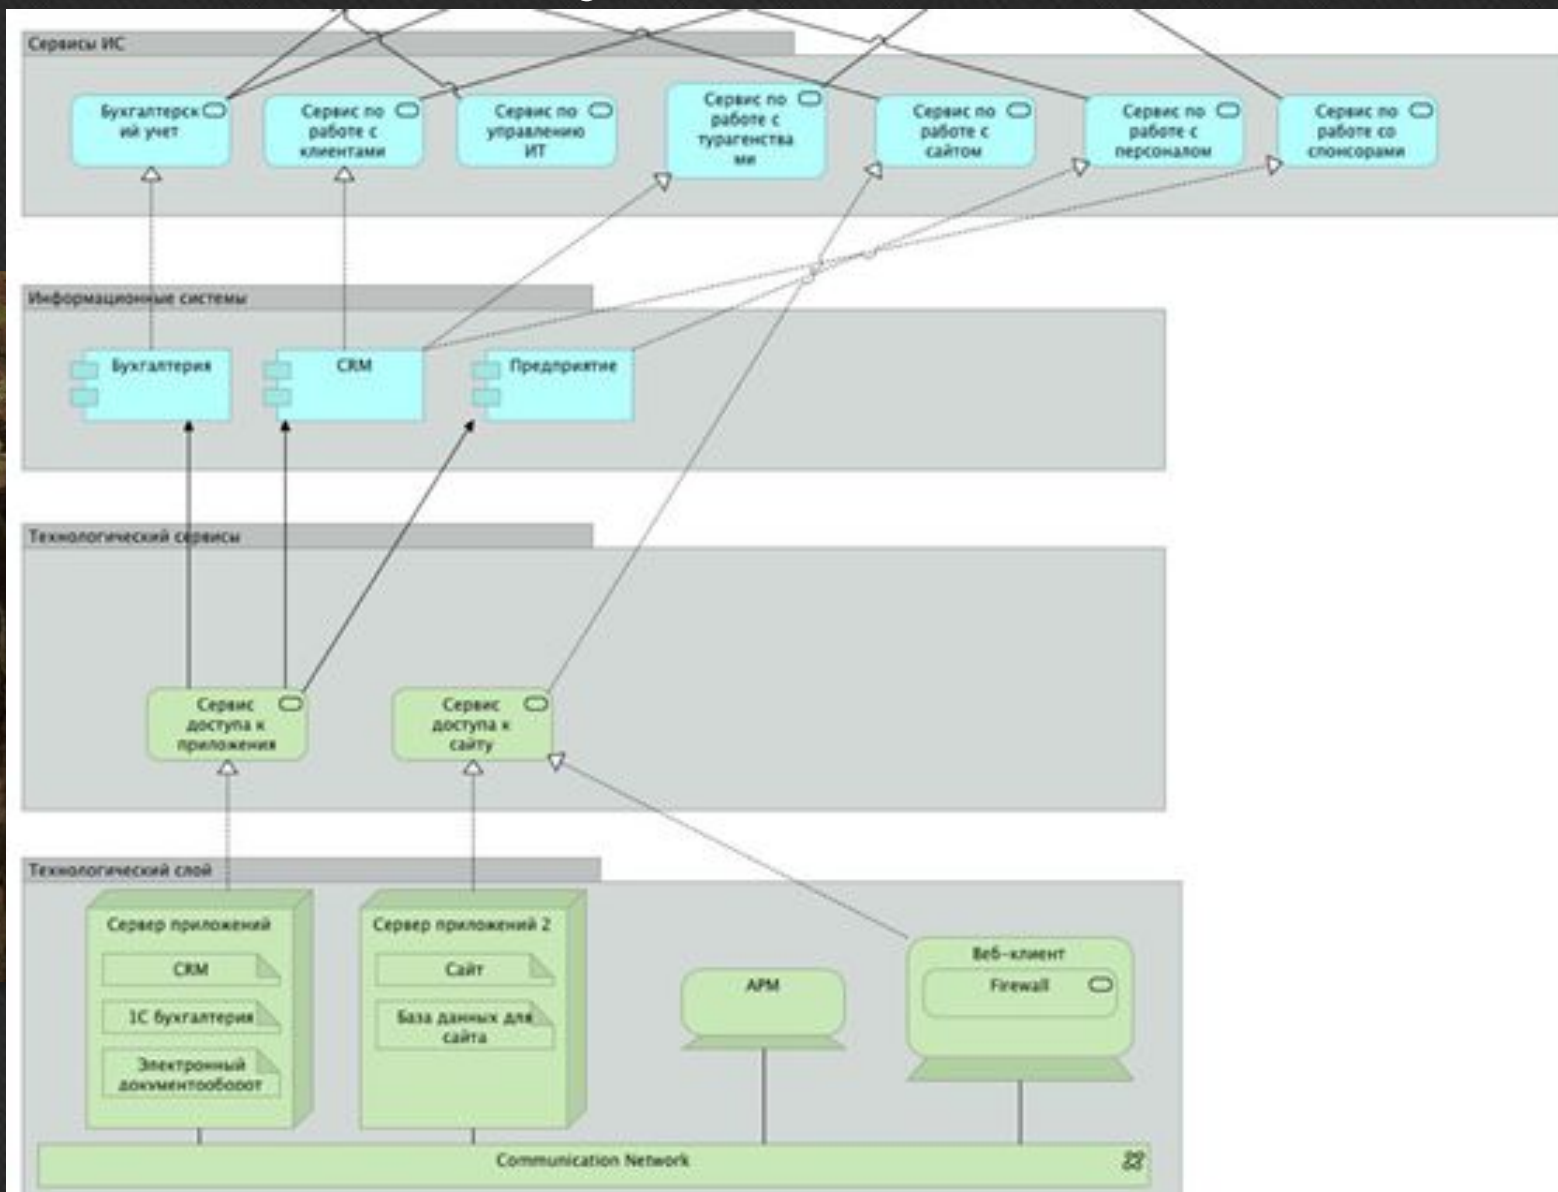 Сервисы ИС
Бухгалтерск
ий учет
Сервис по
работе с
клиентами
Сервис по
управлению
ИТ
Сервис по
работе с
турагенства
ми
Сервис по
работе с
сайтом
Сервис по
работе с
персоналом
Сервис по
работе со
спонсорами
Информационные системы
Бухгалтерия
CRM
Предприятие
Технологический сервисы
Сервис
доступа к
приложения
Сервис
доступа к
сайту
Технологический слой
Сервер приложений
CRM
1С бухгалтерия
Электронный
документооборот
Сервер приложений 2
Сайт
База данных для
сайта
АРМ
Веб-клиент
Firewall
Communication Network